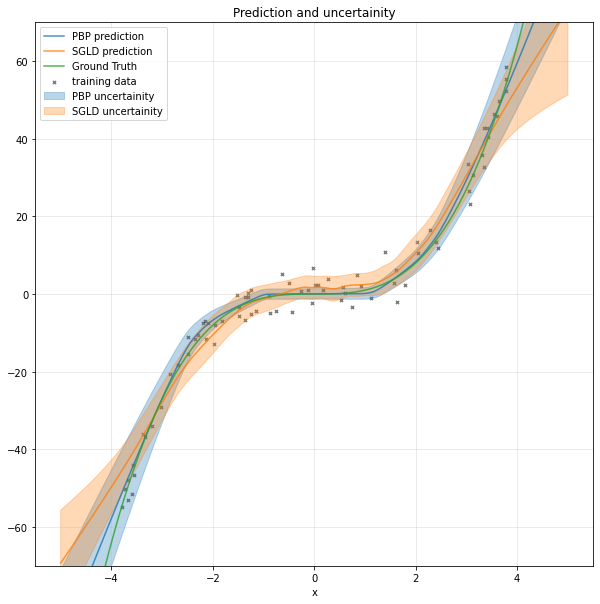 Prediction and uncertainity
PBP prediction
SGLD prediction
Ground Truth
training data
PBP uncertainity
SGLD uncertainity
60
40
20
0
−20
−40
−60
−4 −2 0 2 4
x